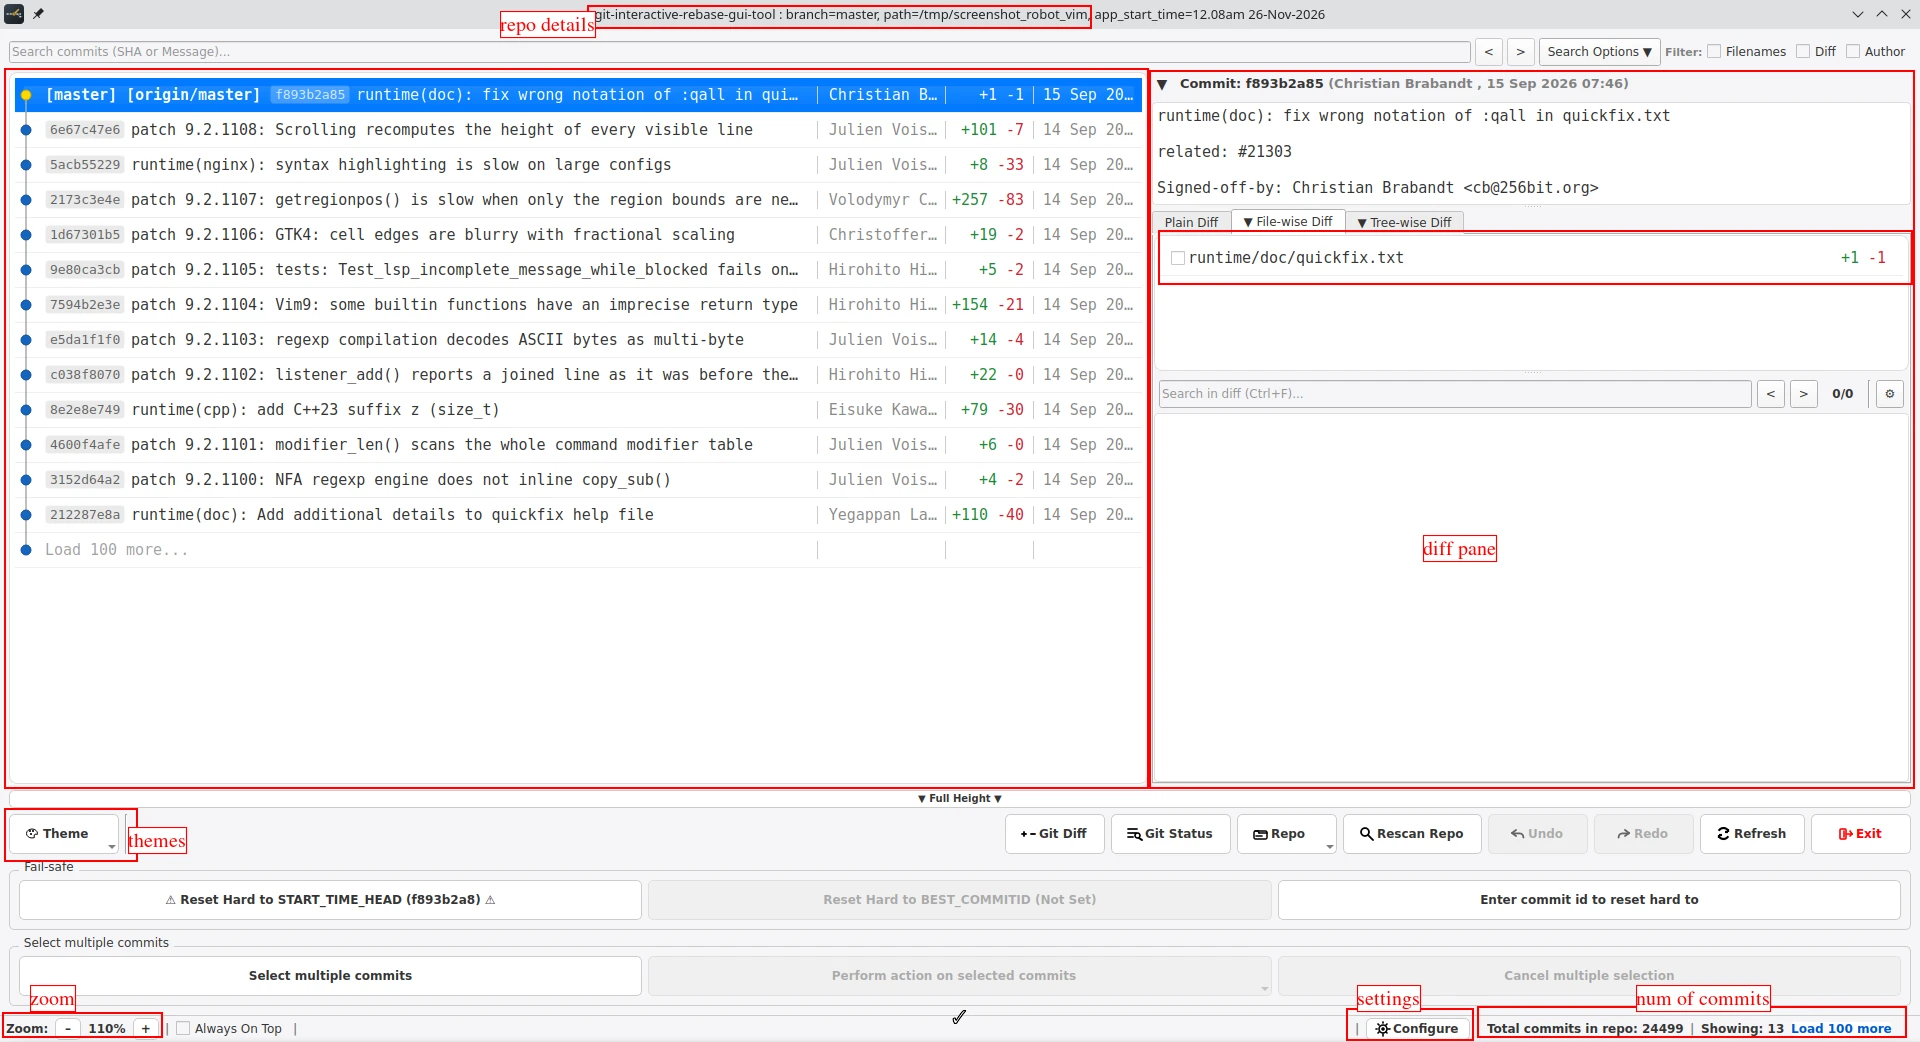 git-interactive-rebase-gui-tool : branch=master, path=/tmp/screenshot_robot_vim, app_start_time=12.08am 26-Nov-2026
repo details
Search commits (SHA or Message)...
< > Search Options ▼ Filter: Filenames Diff Author
[master] [origin/master] f893b2a85 runtime(doc): fix wrong notation of :qall in qui… Christian B… +1 -1 15 Sep 20…
6e67c47e6 patch 9.2.1108: Scrolling recomputes the height of every visible line Julien Vois… +101 -7 14 Sep 20…
5acb55229 runtime(nginx): syntax highlighting is slow on large configs Julien Vois… +8 -33 14 Sep 20…
2173c3e4e patch 9.2.1107: getregionpos() is slow when only the region bounds are ne… Volodymyr C… +257 -83 14 Sep 20…
1d67301b5 patch 9.2.1106: GTK4: cell edges are blurry with fractional scaling Christoffer… +19 -2 14 Sep 20…
9e80ca3cb patch 9.2.1105: tests: Test_lsp_incomplete_message_while_blocked fails on… Hirohito Hi… +5 -2 14 Sep 20…
7594b2e3e patch 9.2.1104: Vim9: some builtin functions have an imprecise return type Hirohito Hi… +154 -21 14 Sep 20…
e5da1f1f0 patch 9.2.1103: regexp compilation decodes ASCII bytes as multi-byte Julien Vois… +14 -4 14 Sep 20…
c038f8070 patch 9.2.1102: listener_add() reports a joined line as it was before the… Hirohito Hi… +22 -0 14 Sep 20…
8e2e8e749 runtime(cpp): add C++23 suffix z (size_t) Eisuke Kawa… +79 -30 14 Sep 20…
4600f4afe patch 9.2.1101: modifier_len() scans the whole command modifier table Julien Vois… +6 -0 14 Sep 20…
3152d64a2 patch 9.2.1100: NFA regexp engine does not inline copy_sub() Julien Vois… +4 -2 14 Sep 20…
212287e8a runtime(doc): Add additional details to quickfix help file Yegappan La… +110 -40 14 Sep 20…
Load 100 more...
▼ Commit: f893b2a85 (Christian Brabandt , 15 Sep 2026 07:46)
runtime(doc): fix wrong notation of :qall in quickfix.txt
related: #21303
Signed-off-by: Christian Brabandt <cb@256bit.org>
Plain Diff ▼ File-wise Diff ▼ Tree-wise Diff
runtime/doc/quickfix.txt +1 -1
Search in diff (Ctrl+F)... < > 0/0
diff pane
▼ Full Height ▼
Theme
themes
+- Git Diff Git Status Repo Rescan Repo Undo Redo Refresh Exit
Fail-safe
⚠ Reset Hard to START_TIME_HEAD (f893b2a8) ⚠ Reset Hard to BEST_COMMITID (Not Set) Enter commit id to reset hard to
Select multiple commits
Select multiple commits Perform action on selected commits Cancel multiple selection
zoom settings num of commits
Zoom: - 110% + | Always On Top | | Configure Total commits in repo: 24499 | Showing: 13 Load 100 more